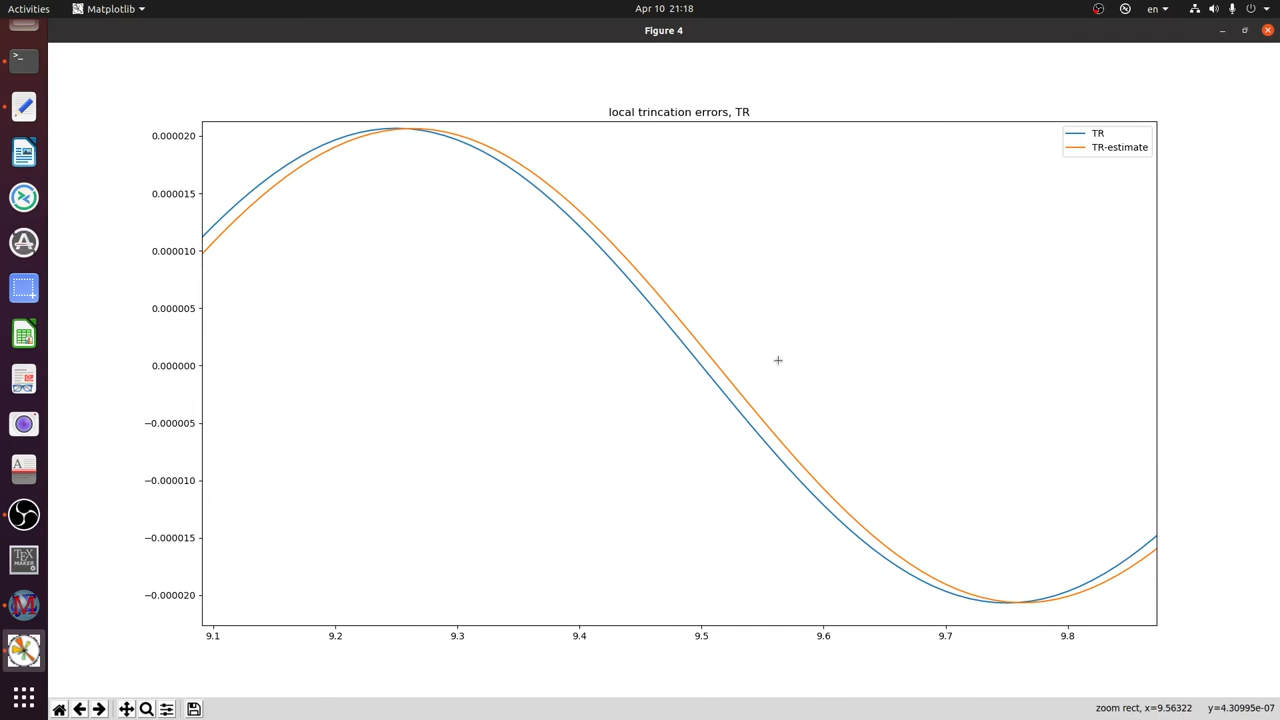 Activities
Matplotlib
Apr 10 21:18
en
Figure 4
local trincation errors, TR
TR
TR-estimate
0.000020
0.000015
0.000010
0.000005
0.000000
−0.000005
−0.000010
−0.000015
−0.000020
9.1 9.2 9.3 9.4 9.5 9.6 9.7 9.8
zoom rect, x=9.56322 y=4.30995e-07